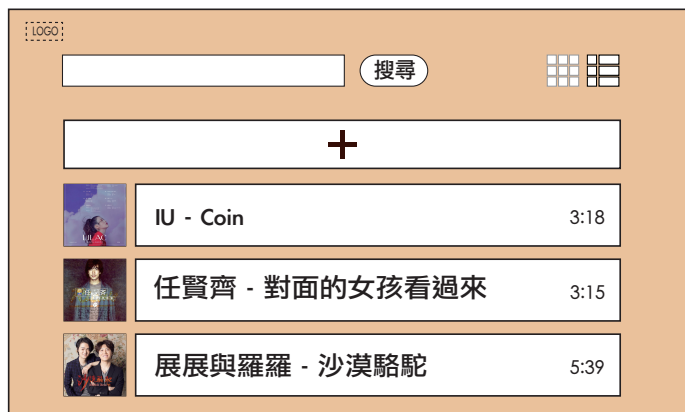 LOGO
搜尋
+
IU - Coin 3:18
LILAC
任賢齊 - 對面的女孩看過來 3:15
展展與羅羅 - 沙漠駱駝 5:39